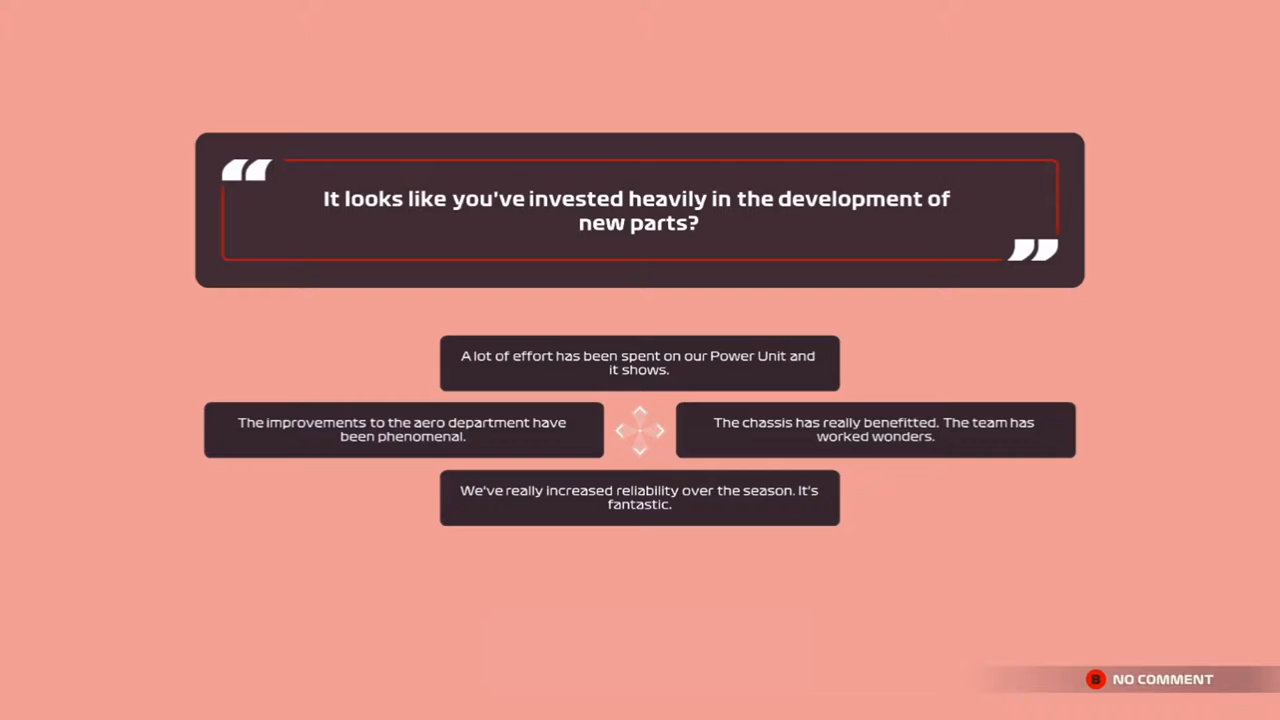 It looks like you've invested heavily in the development of
new parts?
A lot of effort has been spent on our Power Unit and
it shows.
The improvements to the aero department have
been phenomenal.
The chassis has really benefitted. The team has
worked wonders.
We've really increased reliability over the season. It's
fantastic.
B NO COMMENT